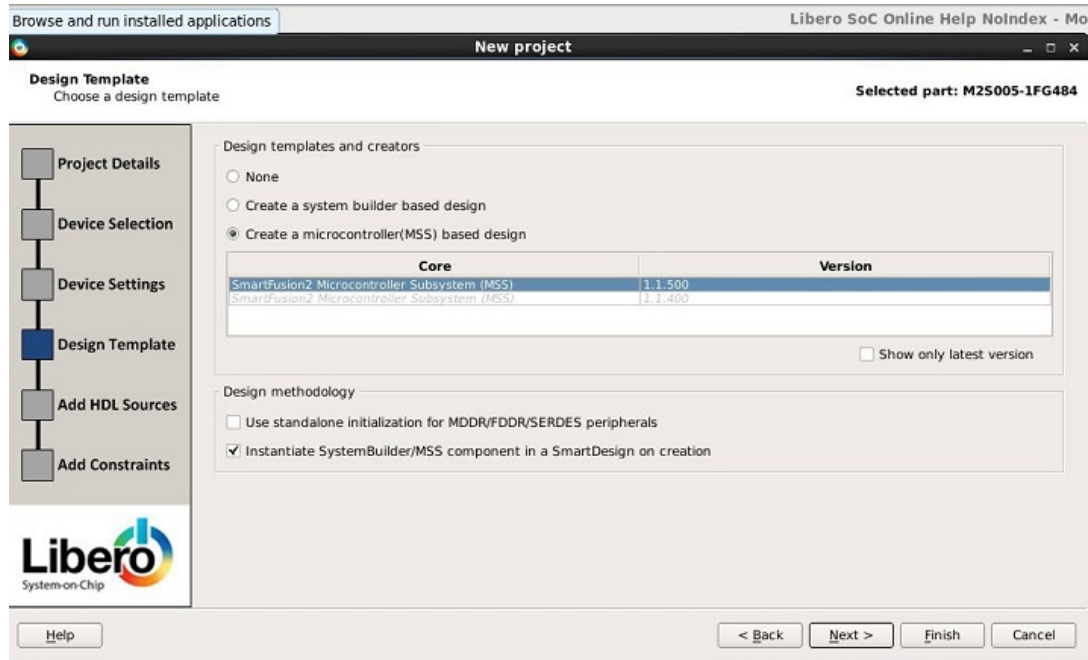 Browse and run installed applications
Libero SoC Online Help NoIndex - Mo
New project
Design Template
Choose a design template
Selected part: M2S005-1FG484
Project Details
Device Selection
Device Settings
Design Template
Add HDL Sources
Add Constraints
Libero
System-on-Chip
Design templates and creators
None
Create a system builder based design
Create a microcontroller(MSS) based design
Core Version
SmartFusion2 Microcontroller Subsystem (MSS) 1.1.500
SmartFusion2 Microcontroller Subsystem (MSS) 1.1.400
Show only latest version
Design methodology
Use standalone initialization for MDDR/FDDR/SERDES peripherals
Instantiate SystemBuilder/MSS component in a SmartDesign on creation
Help < Back Next > Finish Cancel